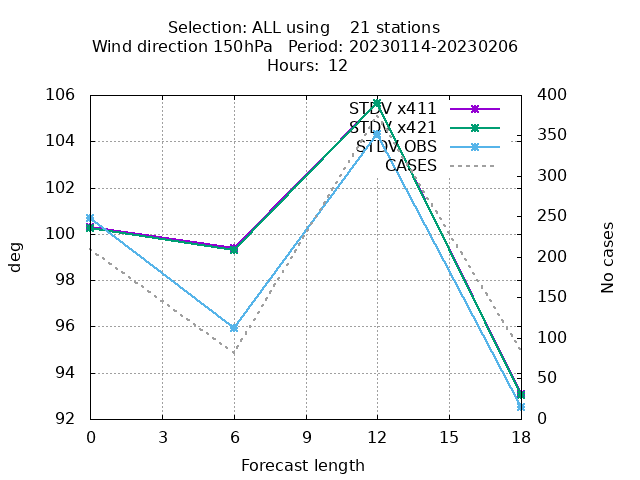 Selection: ALL using 21 stations
Wind direction 150hPa Period: 20230114-20230206
Hours: 12
STDV x411
STDV x421
STDV OBS
CASES
106
104
102
100
98
96
94
92
deg
400
350
300
250
200
150
100
50
0
No cases
0 3 6 9 12 15 18
Forecast length